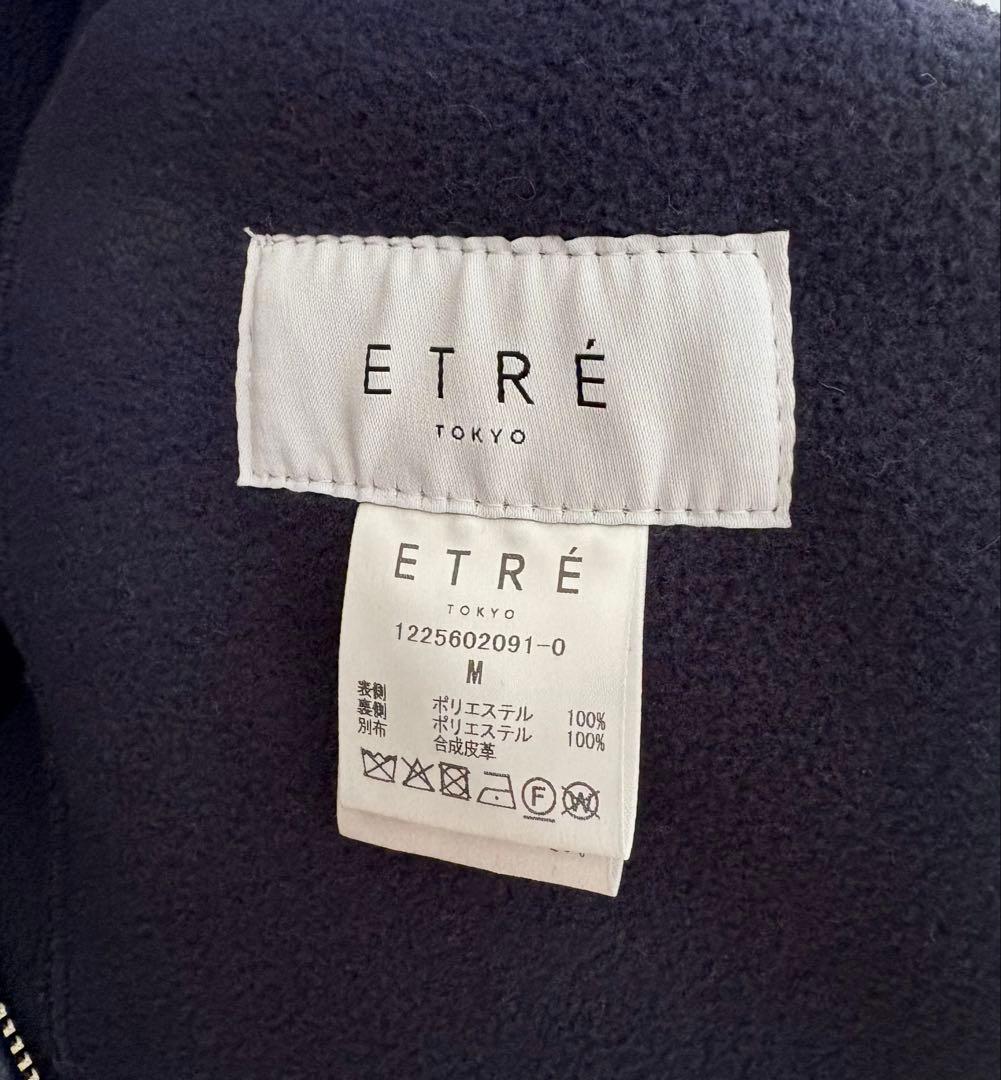 ETRÉ
TOKYO
ETRÉ
TOKYO
1225602091-0
M
表側 ポリエステル 100%
裏側 ポリエステル 100%
別布 合成皮革
F W